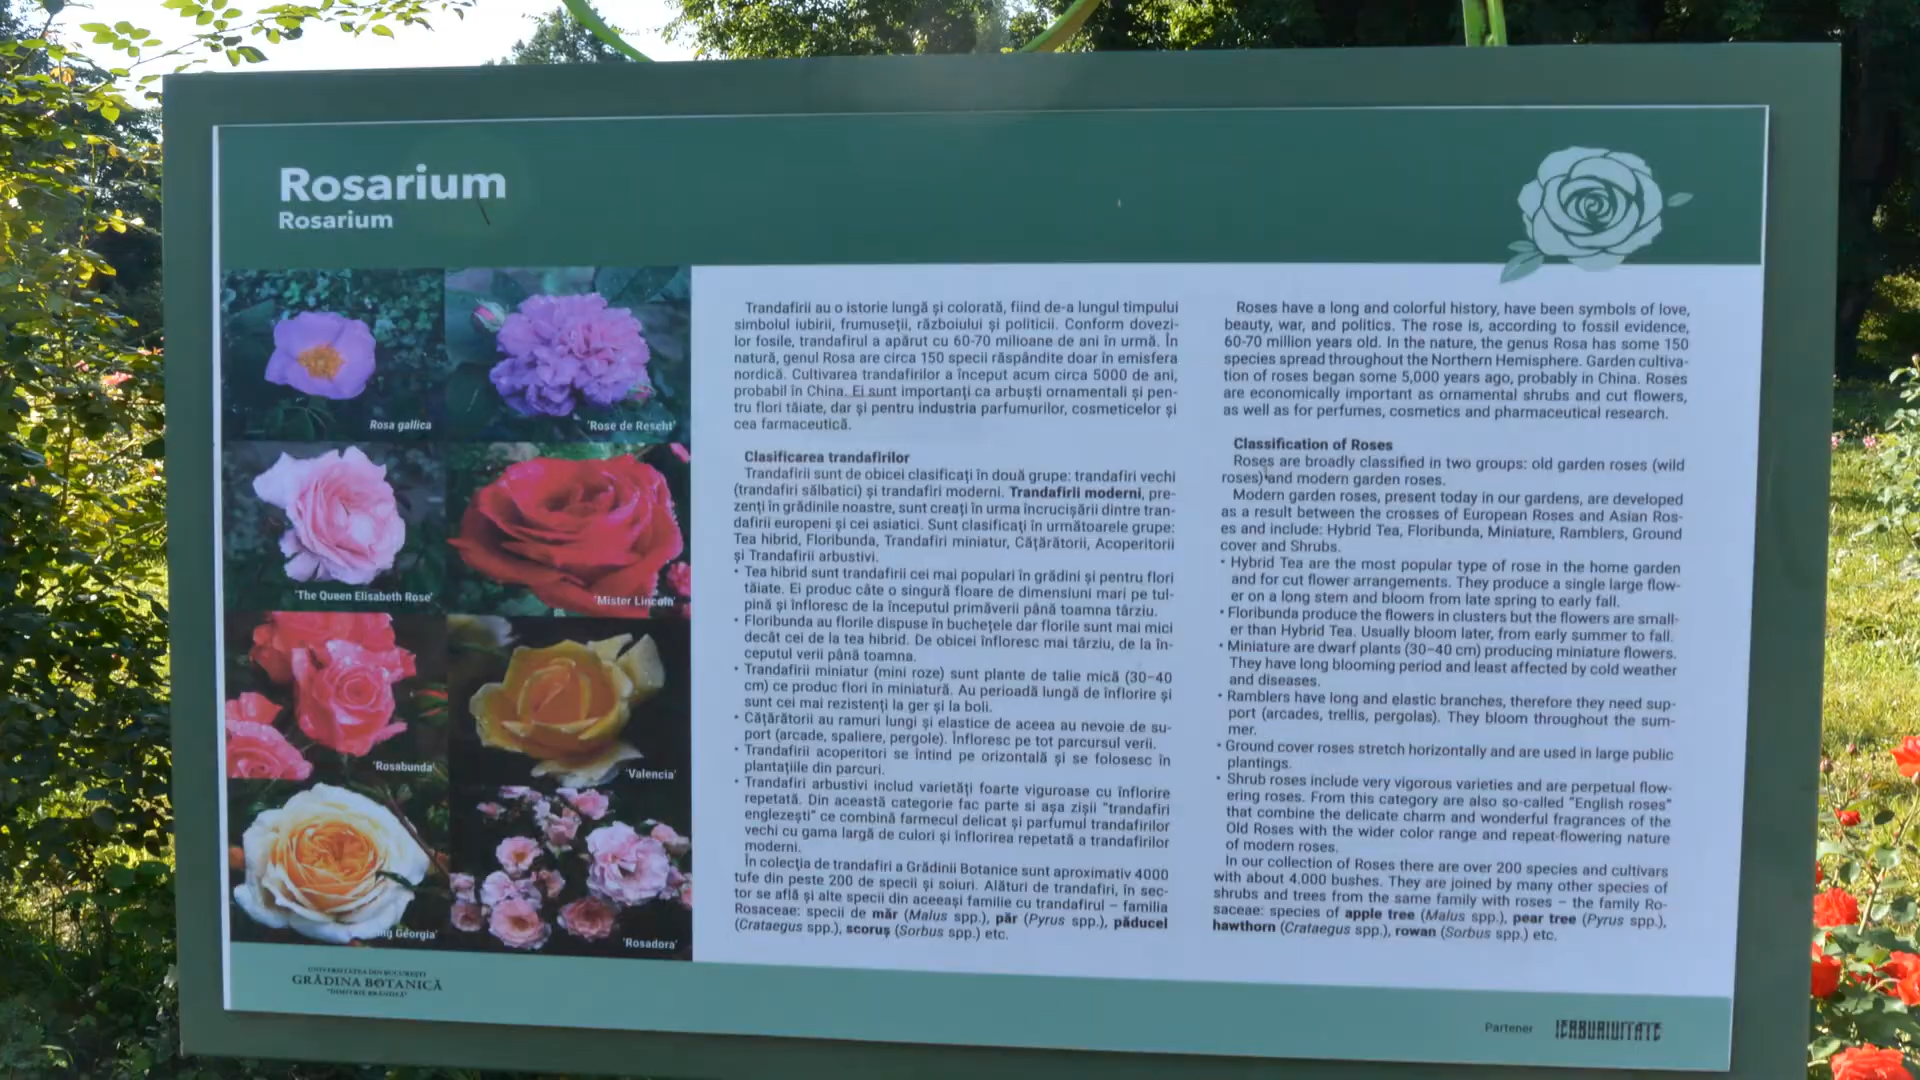 Rosarium
Rosarium
Rosa gallica
'Rose de Rescht'
'The Queen Elisabeth Rose'
'Mister Lincoln'
'Rosabunda'
'Valencia'
ng Georgia'
'Rosadora'
Trandafirii au o istorie lungă și colorată, fiind de-a lungul timpului
simbolul iubirii, frumuseții, războiului și politicii. Conform dovezi-
lor fosile, trandafirul a apărut cu 60-70 milioane de ani în urmă. În
natură, genul Rosa are circa 150 specii răspândite doar în emisfera
nordică. Cultivarea trandafirilor a început acum circa 5000 de ani,
probabil în China. Ei sunt importanți ca arbuști ornamentali și pen-
tru flori tăiate, dar și pentru industria parfumurilor, cosmeticelor și
cea farmaceutică.
Clasificarea trandafirilor
Trandafirii sunt de obicei clasificați în două grupe: trandafiri vechi
(trandafiri sălbatici) și trandafiri moderni. Trandafirii moderni, pre-
zenți în grădinile noastre, sunt creați în urma încrucișării dintre tran-
dafirii europeni și cei asiatici. Sunt clasificați în următoarele grupe:
Tea hibrid, Floribunda, Trandafiri miniatur, Cățărătorii, Acoperitorii
și Trandafirii arbustivi.
• Tea hibrid sunt trandafirii cei mai populari în grădini și pentru flori
tăiate. Ei produc câte o singură floare de dimensiuni mari pe tul-
pină și înfloresc de la începutul primăverii până toamna târziu.
• Floribunda au florile dispuse în buchețele dar florile sunt mai mici
decât cei de la tea hibrid. De obicei înfloresc mai târziu, de la în-
ceputul verii până toamna.
• Trandafirii miniatur (mini roze) sunt plante de talie mică (30–40
cm) ce produc flori în miniatură. Au perioadă lungă de înflorire și
sunt cei mai rezistenți la ger și la boli.
• Cățărătorii au ramuri lungi și elastice de aceea au nevoie de su-
port (arcade, spaliere, pergole). Înfloresc pe tot parcursul verii.
• Trandafirii acoperitori se întind pe orizontală și se folosesc în
plantațiile din parcuri.
• Trandafiri arbustivi includ varietăți foarte viguroase cu înflorire
repetată. Din această categorie fac parte si așa zișii "trandafiri
englezești" ce combină farmecul delicat și parfumul trandafirilor
vechi cu gama largă de culori și înflorirea repetată a trandafirilor
moderni.
În colecția de trandafiri a Grădinii Botanice sunt aproximativ 4000
tufe din peste 200 de specii și soiuri. Alături de trandafiri, în sec-
tor se află și alte specii din aceeași familie cu trandafirul – familia
Rosaceae: specii de măr (Malus spp.), păr (Pyrus spp.), păducel
(Crataegus spp.), scoruș (Sorbus spp.) etc.
Roses have a long and colorful history, have been symbols of love,
beauty, war, and politics. The rose is, according to fossil evidence,
60-70 million years old. In the nature, the genus Rosa has some 150
species spread throughout the Northern Hemisphere. Garden cultiva-
tion of roses began some 5,000 years ago, probably in China. Roses
are economically important as ornamental shrubs and cut flowers,
as well as for perfumes, cosmetics and pharmaceutical research.
Classification of Roses
Roses are broadly classified in two groups: old garden roses (wild
roses) and modern garden roses.
Modern garden roses, present today in our gardens, are developed
as a result between the crosses of European Roses and Asian Ros-
es and include: Hybrid Tea, Floribunda, Miniature, Ramblers, Ground
cover and Shrubs.
• Hybrid Tea are the most popular type of rose in the home garden
and for cut flower arrangements. They produce a single large flow-
er on a long stem and bloom from late spring to early fall.
• Floribunda produce the flowers in clusters but the flowers are small-
er than Hybrid Tea. Usually bloom later, from early summer to fall.
• Miniature are dwarf plants (30–40 cm) producing miniature flowers.
They have long blooming period and least affected by cold weather
and diseases.
• Ramblers have long and elastic branches, therefore they need sup-
port (arcades, trellis, pergolas). They bloom throughout the sum-
mer.
• Ground cover roses stretch horizontally and are used in large public
plantings.
• Shrub roses include very vigorous varieties and are perpetual flow-
ering roses. From this category are also so-called "English roses"
that combine the delicate charm and wonderful fragrances of the
Old Roses with the wider color range and repeat-flowering nature
of modern roses.
In our collection of Roses there are over 200 species and cultivars
with about 4,000 bushes. They are joined by many other species of
shrubs and trees from the same family with roses – the family Ro-
saceae: species of apple tree (Malus spp.), pear tree (Pyrus spp.),
hawthorn (Crataegus spp.), rowan (Sorbus spp.) etc.
UNIVERSITATEA DIN BUCUREȘTI
GRĂDINA BOTANICĂ
"DIMITRIE BRÂNDZĂ"
Partener